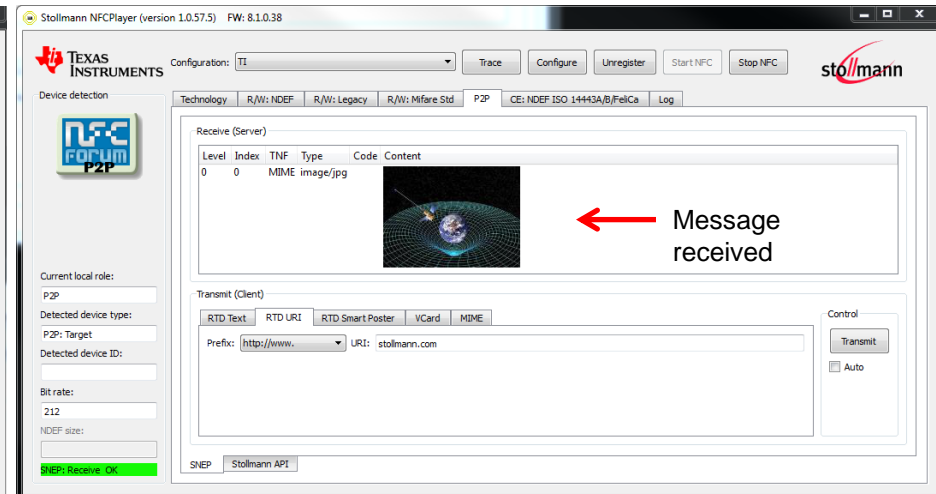 Stollmann NFCPlayer (version 1.0.57.5) FW: 8.1.0.38
TEXAS
INSTRUMENTS
Configuration: TI
Trace
Configure
Unregister
Start NFC
Stop NFC
stollmann
Device detection
Technology R/W: NDEF R/W: Legacy R/W: Mifare Std P2P CE: NDEF ISO 14443A/B/FeliCa Log
NFC
FORUM
P2P
Receive (Server)
Level Index TNF Type Code Content
0 0 MIME image/jpg
Message
received
Current local role:
P2P
Detected device type:
P2P: Target
Detected device ID:
Bit rate:
212
NDEF size:
SNEP: Receive OK
Transmit (Client)
RTD Text RTD URI RTD Smart Poster VCard MIME
Prefix: http://www. URI: stollmann.com
Control
Transmit
Auto
SNEP Stollmann API